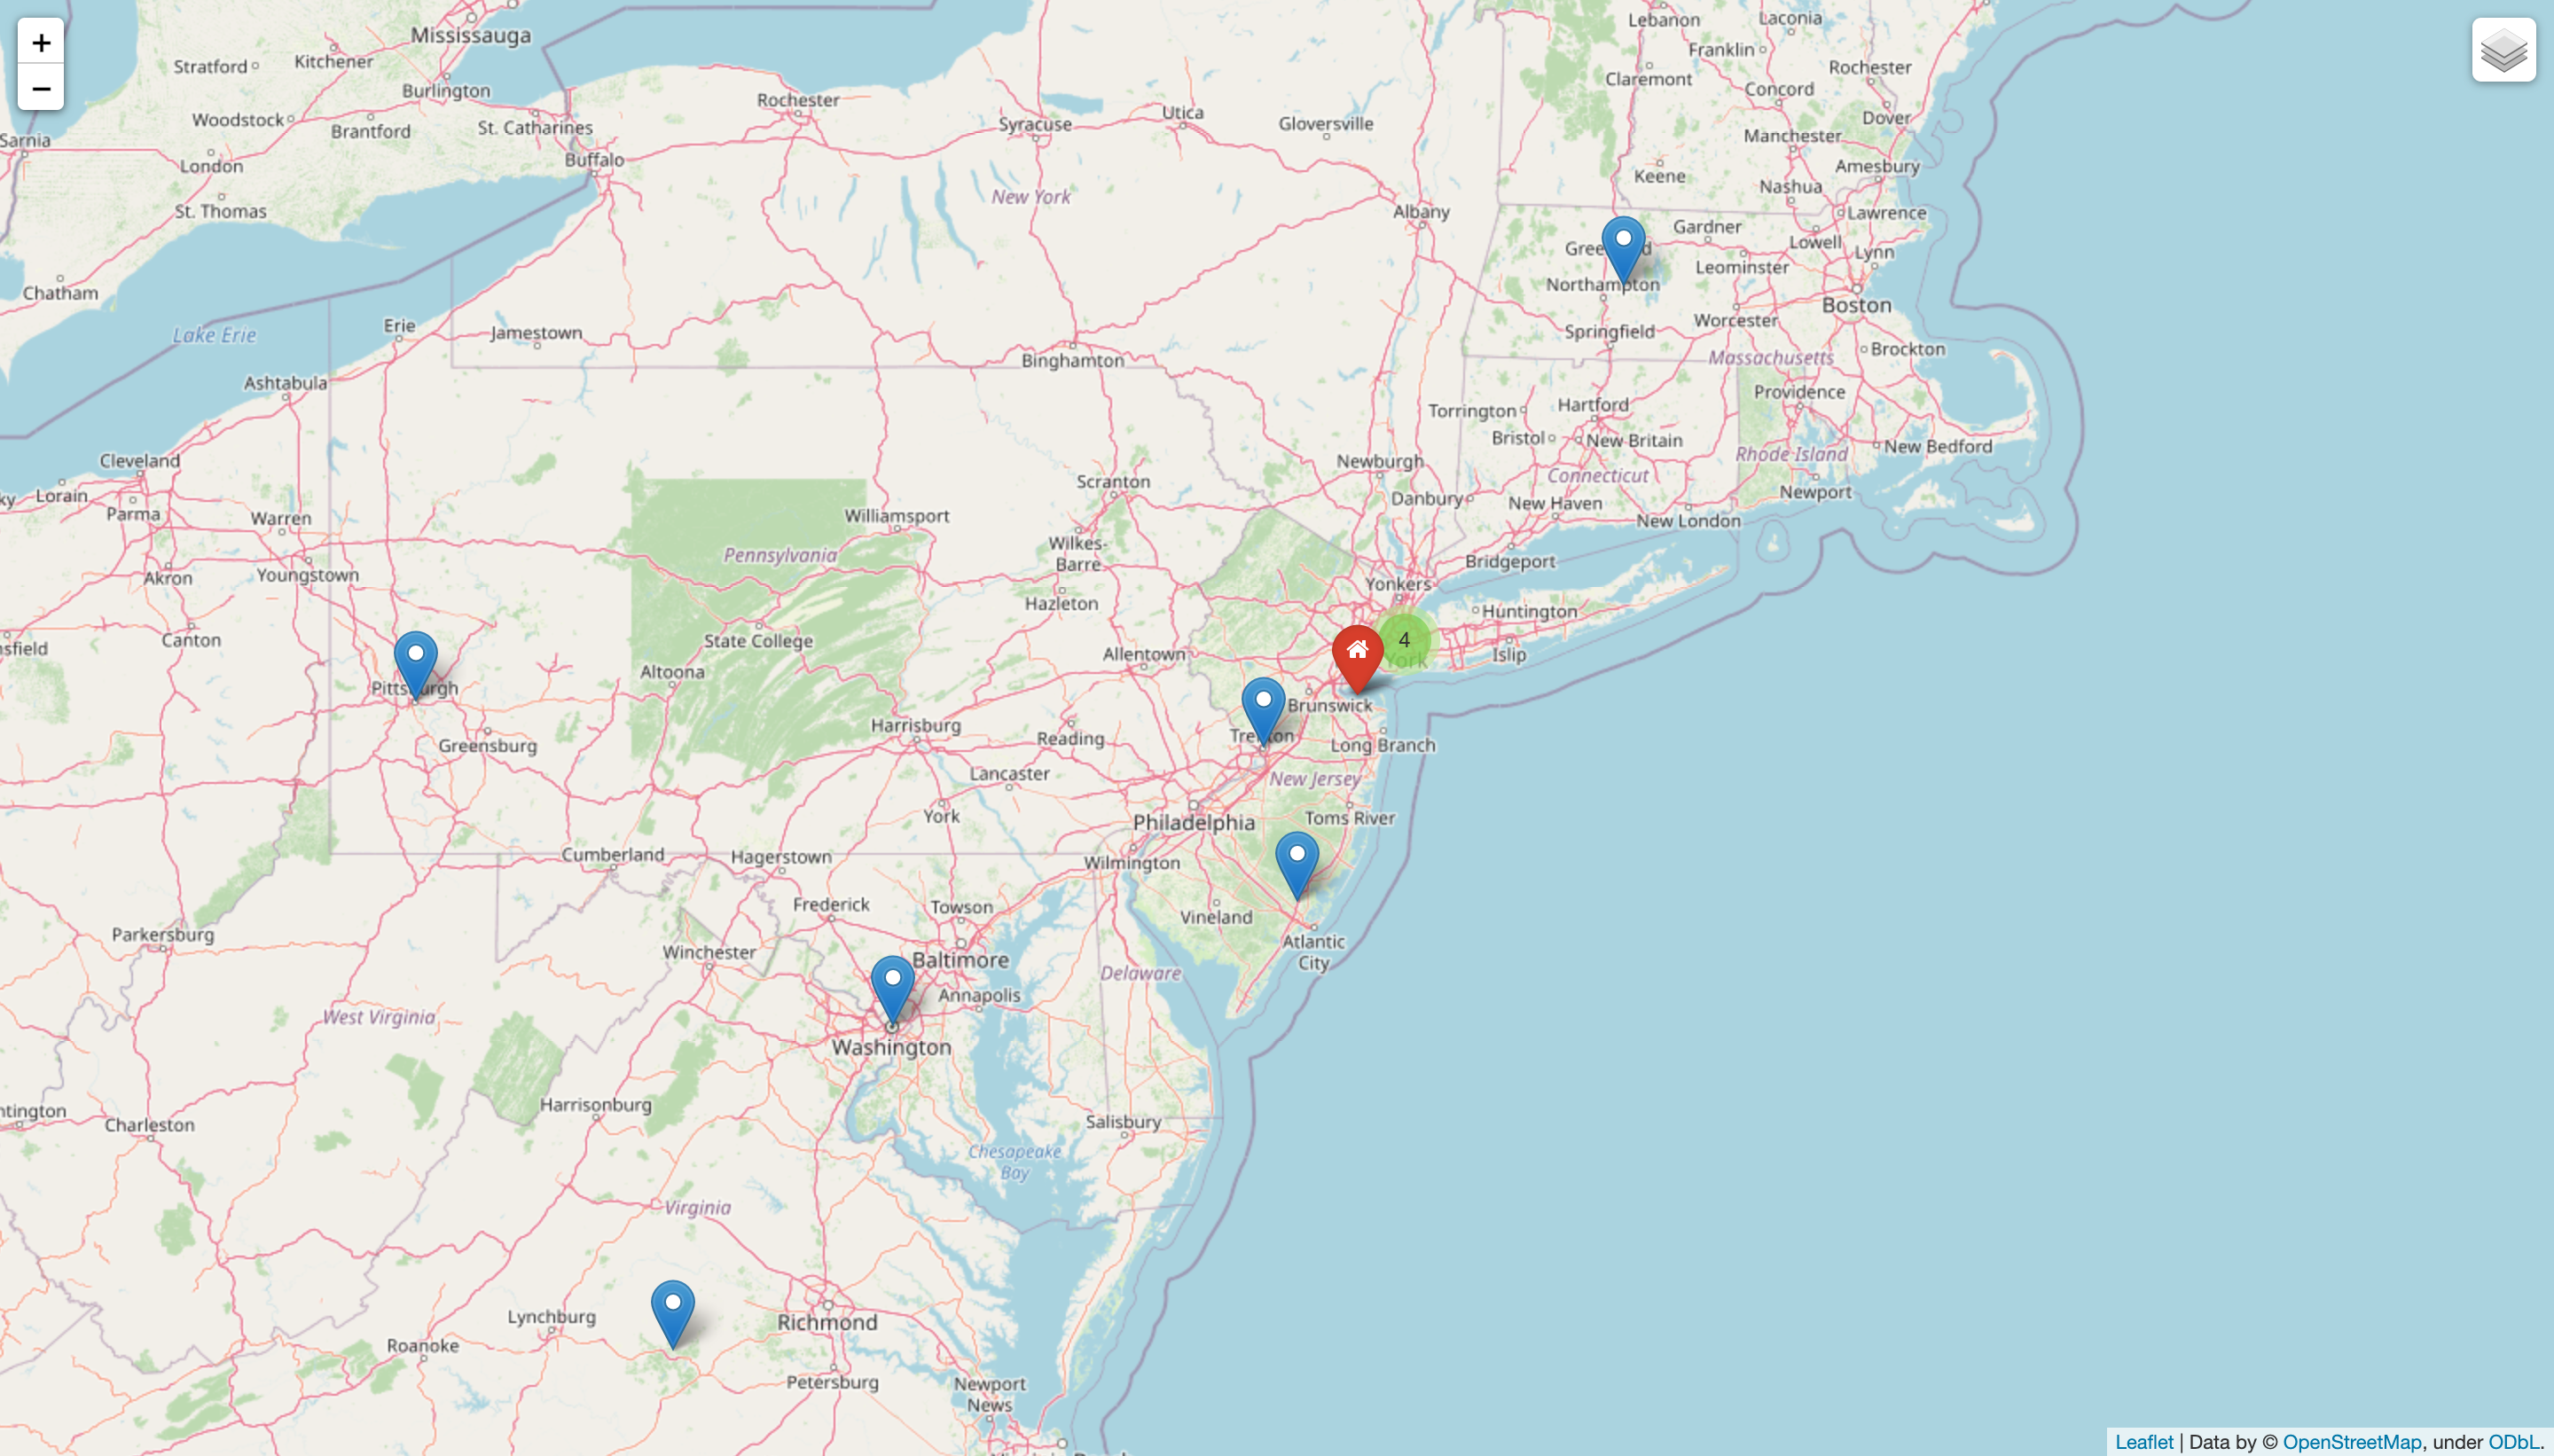 +
−
Mississauga
Lebanon
Laconia
Stratford
Kitchener
Franklin
Rochester
Claremont
Burlington
Concord
Rochester
Woodstock
Brantford
St. Catharines
Syracuse
Utica
Gloversville
Dover
Manchester
Sarnia
London
Buffalo
Keene
Amesbury
Nashua
New York
St. Thomas
Albany
Lawrence
Gardner
Lowell
Lynn
Leominster
Northampton
Chatham
Boston
Lake Erie
Erie
Jamestown
Springfield
Worcester
Binghamton
Massachusetts
Brockton
Ashtabula
Providence
Torrington
Hartford
Bristol
New Britain
New Bedford
Rhode Island
Cleveland
Newburgh
Connecticut
Scranton
Lorain
Danbury
Newport
Parma
Warren
Williamsport
New Haven
New London
Wilkes-
Barre
Pennsylvania
Bridgeport
Akron
Youngstown
Yonkers
Hazleton
Huntington
Canton
State College
4
Islip
Allentown
York
Altoona
Brunswick
Harrisburg
Reading
Greensburg
Long Branch
Lancaster
New Jersey
York
Philadelphia
Toms River
Cumberland
Hagerstown
Wilmington
Frederick
Towson
Vineland
Parkersburg
Winchester
Atlantic
City
Baltimore
Delaware
Annapolis
West Virginia
Washington
Harrisonburg
Charleston
Salisbury
Chesapeake
Bay
Virginia
Lynchburg
Richmond
Roanoke
Petersburg
Newport
News
Leaflet | Data by © OpenStreetMap, under ODbL.